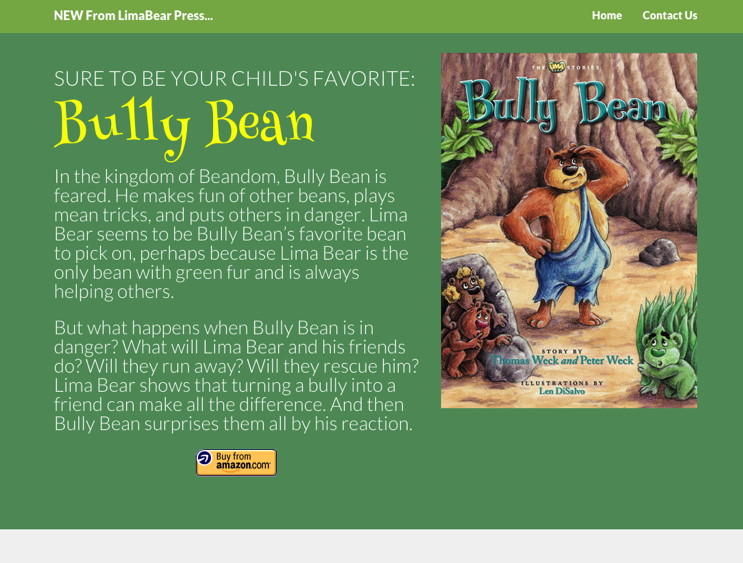 NEW From LimaBear Press...
Home
Contact Us
SURE TO BE YOUR CHILD'S FAVORITE:
Bully Bean
In the kingdom of Beandom, Bully Bean is
feared. He makes fun of other beans, plays
mean tricks, and puts others in danger. Lima
Bear seems to be Bully Bean’s favorite bean
to pick on, perhaps because Lima Bear is the
only bean with green fur and is always
helping others.
But what happens when Bully Bean is in
danger? What will Lima Bear and his friends
do? Will they run away? Will they rescue him?
Lima Bear shows that turning a bully into a
friend can make all the difference. And then
Bully Bean surprises them all by his reaction.
Buy from
amazon.com
THE LIMA BEAR STORIES
Bully Bean
STORY BY
Thomas Weck and Peter Weck
ILLUSTRATIONS BY
Len DiSalvo